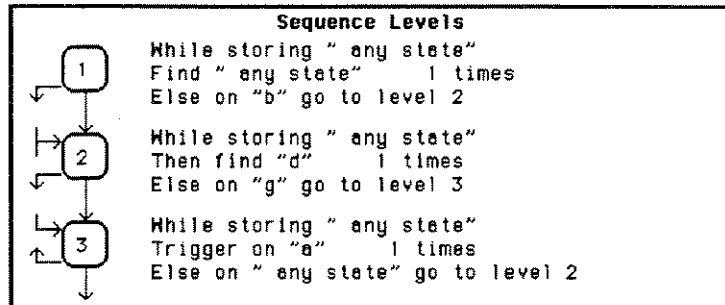 Sequence Levels
While storing " any state"
1
Find " any state" 1 times
Else on "b" go to level 2
While storing " any state"
2
Then find "d" 1 times
Else on "g" go to level 3
While storing " any state"
3
Trigger on "a" 1 times
Else on " any state" go to level 2